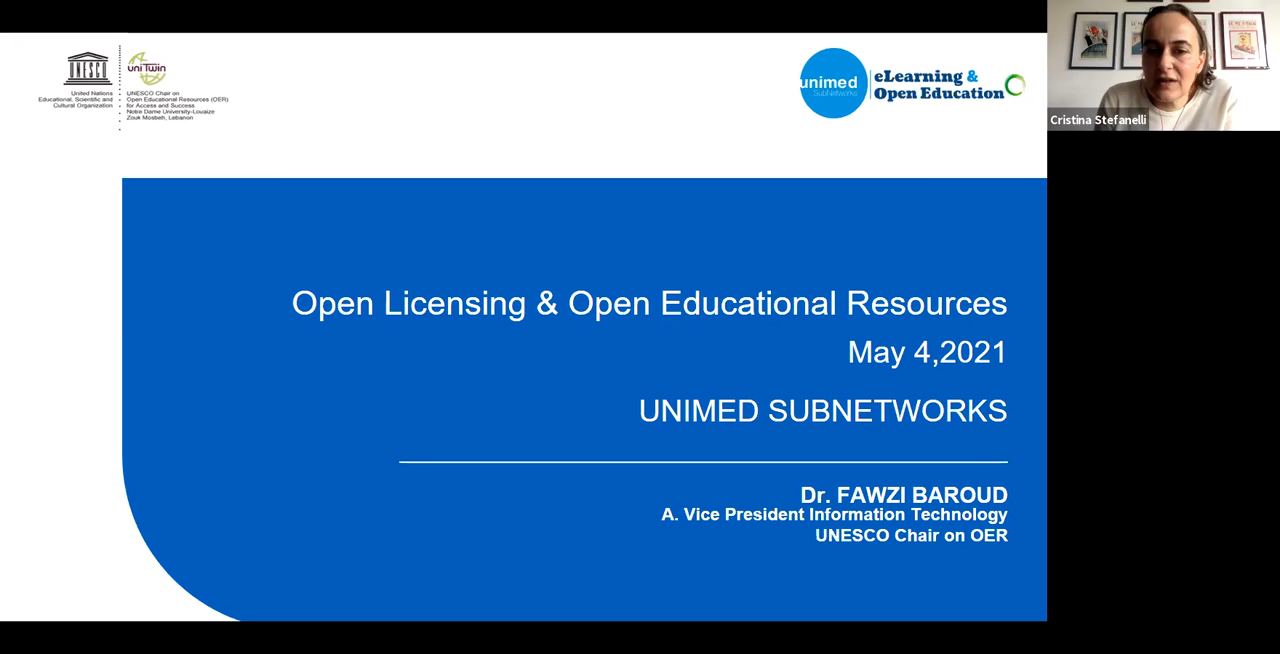 UNESCO
United Nations
Educational, Scientific and
Cultural Organization
uni Twin
UNESCO Chair on
Open Educational Resources (OER)
for Access and Success
Notre Dame University-Louaize
Zouk Mosbeh, Lebanon
unimed
SubNetworks
eLearning &
Open Education
Cristina Stefanelli
Open Licensing & Open Educational Resources
May 4,2021
UNIMED SUBNETWORKS
Dr. FAWZI BAROUD
A. Vice President Information Technology
UNESCO Chair on OER